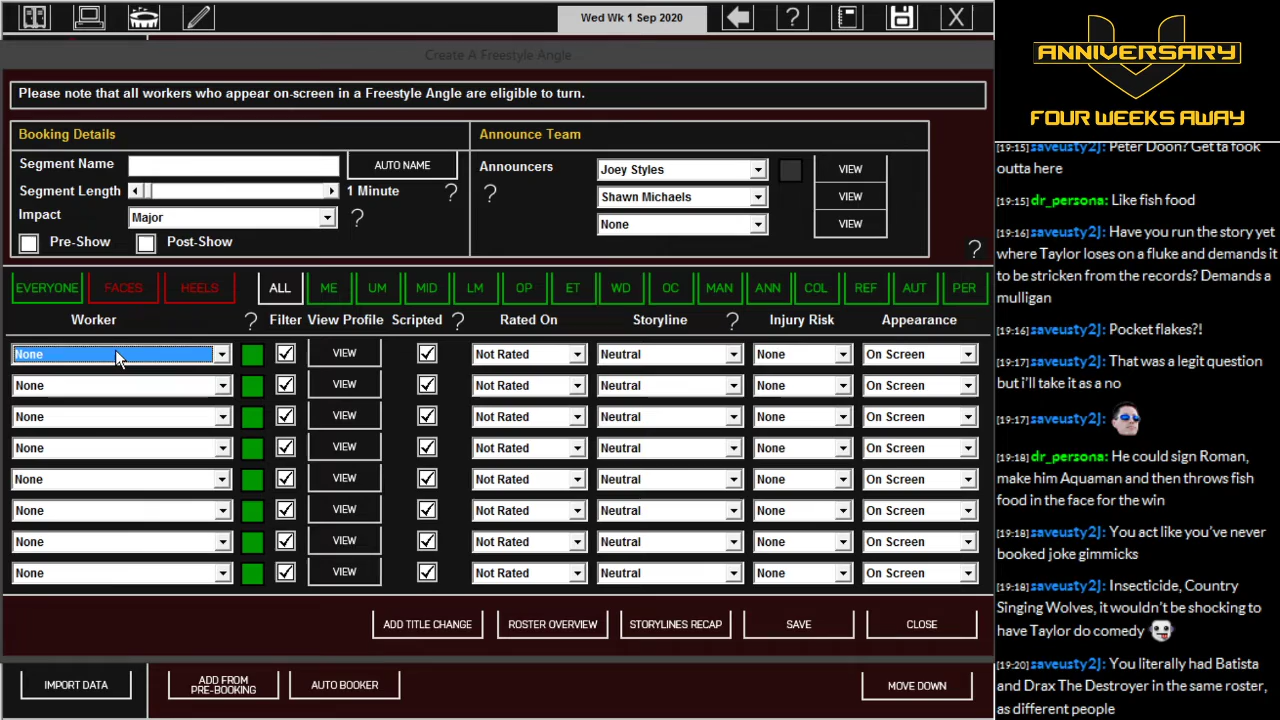 Wed Wk 1 Sep 2020
?
X
Create A Freestyle Angle
Please note that all workers who appear on-screen in a Freestyle Angle are eligible to turn.
Booking Details
Segment Name
AUTO NAME
Segment Length
1 Minute
?
Impact
Major
?
Pre-Show
Post-Show
Announce Team
Announcers
?
Joey Styles
VIEW
Shawn Michaels
VIEW
None
VIEW
?
EVERYONE FACES HEELS ALL ME UM MID LM OP ET WD OC MAN ANN COL REF AUT PER
Worker ? Filter View Profile Scripted ? Rated On Storyline ? Injury Risk Appearance
None VIEW Not Rated Neutral None On Screen
None VIEW Not Rated Neutral None On Screen
None VIEW Not Rated Neutral None On Screen
None VIEW Not Rated Neutral None On Screen
None VIEW Not Rated Neutral None On Screen
None VIEW Not Rated Neutral None On Screen
None VIEW Not Rated Neutral None On Screen
None VIEW Not Rated Neutral None On Screen
ADD TITLE CHANGE ROSTER OVERVIEW STORYLINES RECAP SAVE CLOSE
IMPORT DATA
ADD FROM
PRE-BOOKING
AUTO BOOKER
MOVE DOWN
ANNIVERSARY
V
FOUR WEEKS AWAY
[19:15] saveusty2J: Peter Doon? Get ta fook
outta here
[19:15] dr_persona: Like fish food
[19:16] saveusty2J: Have you run the story yet
where Taylor loses on a fluke and demands it
to be stricken from the records? Demands a
mulligan
[19:16] saveusty2J: Pocket flakes?!
[19:17] saveusty2J: That was a legit question
but i'll take it as a no
[19:17] saveusty2J:
[19:18] dr_persona: He could sign Roman,
make him Aquaman and then throws fish
food in the face for the win
[19:18] saveusty2J: You act like you've never
booked joke gimmicks
[19:18] saveusty2J: Insecticide, Country
Singing Wolves, it wouldn't be shocking to
have Taylor do comedy
[19:20] saveusty2J: You literally had Batista
and Drax The Destroyer in the same roster,
as different people